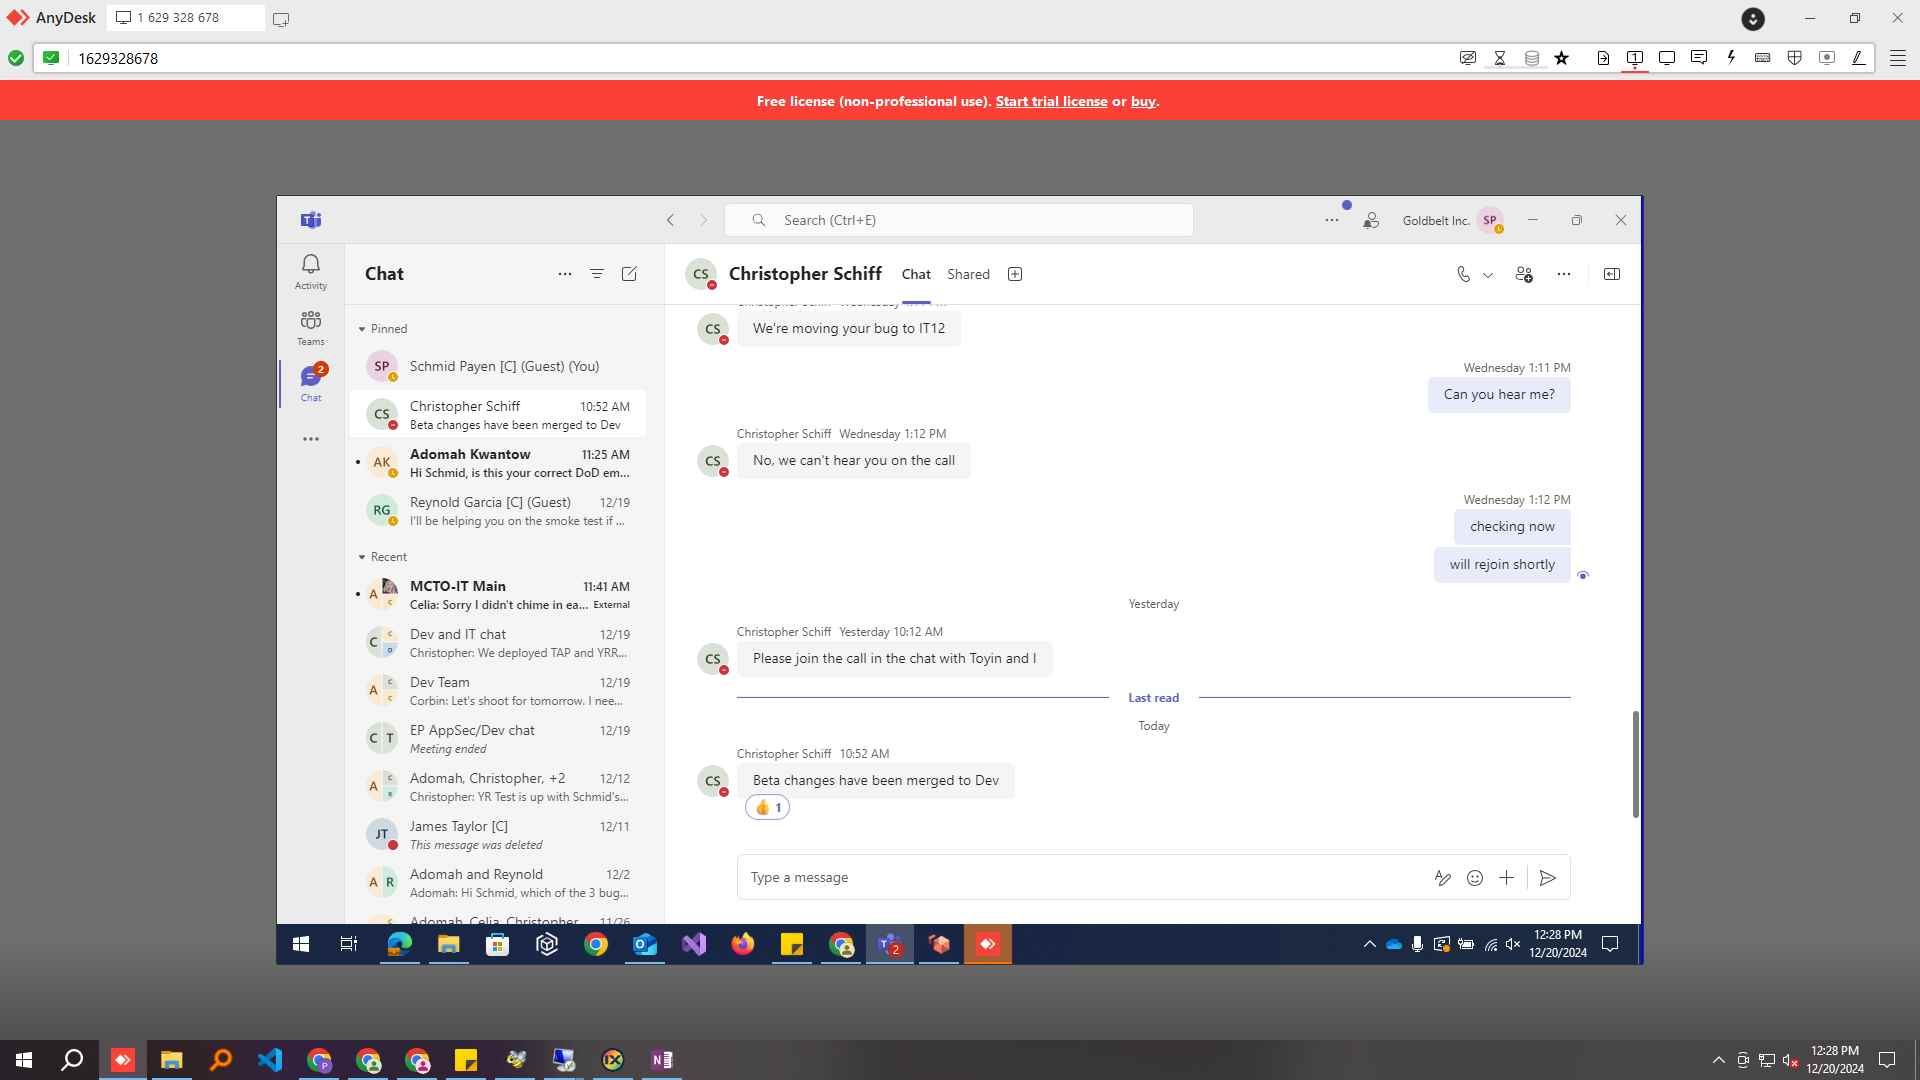 AnyDesk
1 629 328 678
1629328678
Free license (non-professional use). Start trial license or buy.
Search (Ctrl+E)
Goldbelt Inc.
SP
Activity
Teams
2
Chat
Chat
Pinned
SP
Schmid Payen [C] (Guest) (You)
CS
Christopher Schiff
10:52 AM
Beta changes have been merged to Dev
AK
Adomah Kwantow
11:25 AM
Hi Schmid, is this your correct DoD em...
RG
Reynold Garcia [C] (Guest)
12/19
I'll be helping you on the smoke test if ...
Recent
MCTO-IT Main
11:41 AM
Celia: Sorry I didn't chime in ea...
External
Dev and IT chat
12/19
Christopher: We deployed TAP and YRR...
Dev Team
12/19
Corbin: Let's shoot for tomorrow. I nee...
C T
EP AppSec/Dev chat
12/19
Meeting ended
Adomah, Christopher, +2
12/12
Christopher: YR Test is up with Schmid's...
JT
James Taylor [C]
12/11
This message was deleted
A R
Adomah and Reynold
12/2
Adomah: Hi Schmid, which of the 3 bug...
Adomah, Celia, Christopher
11/26
CS
Christopher Schiff
Chat
Shared
CS
We're moving your bug to IT12
Wednesday 1:11 PM
Can you hear me?
Christopher Schiff Wednesday 1:12 PM
CS
No, we can't hear you on the call
Wednesday 1:12 PM
checking now
will rejoin shortly
Yesterday
Christopher Schiff Yesterday 10:12 AM
CS
Please join the call in the chat with Toyin and I
Last read
Today
Christopher Schiff 10:52 AM
CS
Beta changes have been merged to Dev
👍 1
Type a message
2
12:28 PM
12/20/2024
12:28 PM
12/20/2024